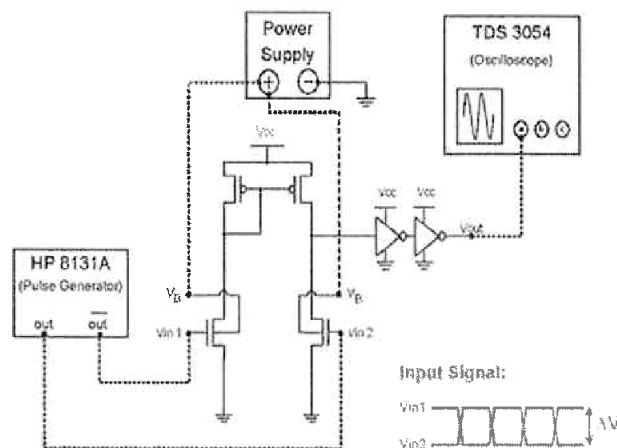 Power
Supply
+
−
TDS 3054
(Oscilloscope)
a b c
Vcc
Vcc Vcc
Vout
HP 8131A
(Pulse Generator)
out out
VB
VB
Vin 1
Vin 2
Input Signal:
Vin1
Vin2
ΔV